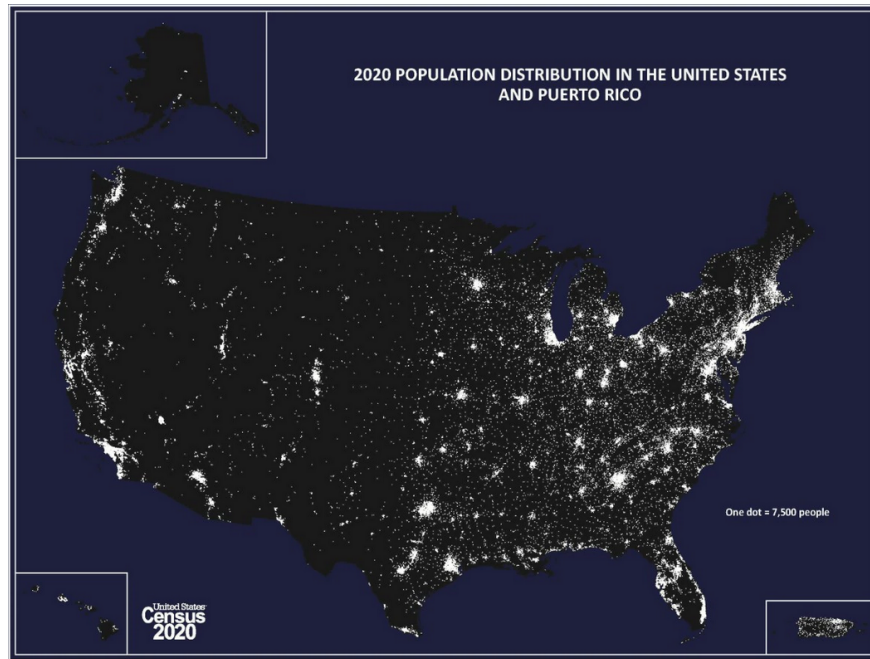 2020 POPULATION DISTRIBUTION IN THE UNITED STATES
AND PUERTO RICO
One dot = 7,500 people
United States®
Census
2020